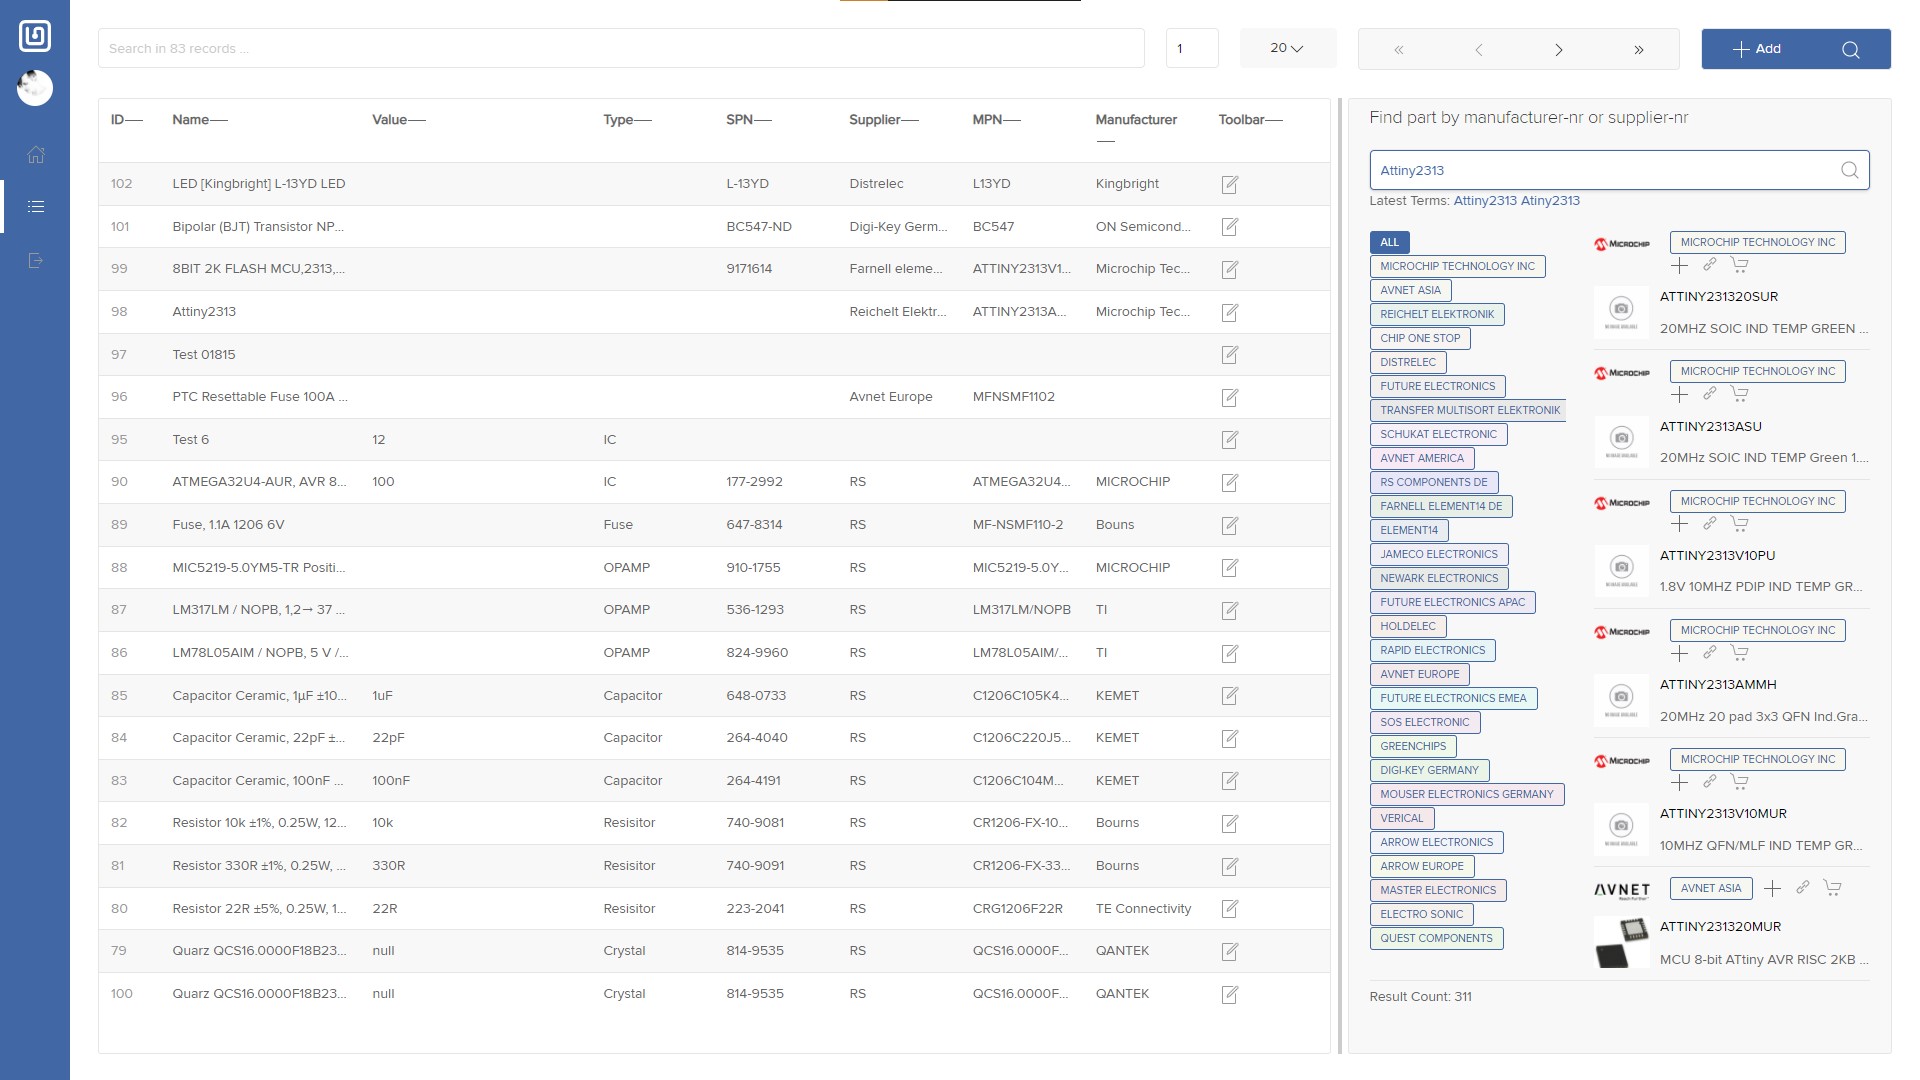 Search in 83 records ...
1
20
Add
ID Name Value Type SPN Supplier MPN Manufacturer Toolbar
102 LED [Kingbright] L-13YD LED L-13YD Distrelec L13YD Kingbright
101 Bipolar (BJT) Transistor NP... BC547-ND Digi-Key Germ... BC547 ON Semicond...
99 8BIT 2K FLASH MCU,2313,... 9171614 Farnell eleme... ATTINY2313V1... Microchip Tec...
98 Attiny2313 Reichelt Elektr... ATTINY2313A... Microchip Tec...
97 Test 01815
96 PTC Resettable Fuse 100A ... Avnet Europe MFNSMF1102
95 Test 6 12 IC
90 ATMEGA32U4-AUR, AVR 8... 100 IC 177-2992 RS ATMEGA32U4... MICROCHIP
89 Fuse, 1.1A 1206 6V Fuse 647-8314 RS MF-NSMF110-2 Bouns
88 MIC5219-5.0YM5-TR Positi... OPAMP 910-1755 RS MIC5219-5.0Y... MICROCHIP
87 LM317LM / NOPB, 1,2→ 37 ... OPAMP 536-1293 RS LM317LM/NOPB TI
86 LM78L05AIM / NOPB, 5 V /... OPAMP 824-9960 RS LM78L05AIM/... TI
85 Capacitor Ceramic, 1µF ±10... 1uF Capacitor 648-0733 RS C1206C105K4... KEMET
84 Capacitor Ceramic, 22pF ±... 22pF Capacitor 264-4040 RS C1206C220J5... KEMET
83 Capacitor Ceramic, 100nF ... 100nF Capacitor 264-4191 RS C1206C104M... KEMET
82 Resistor 10k ±1%, 0.25W, 12... 10k Resisitor 740-9081 RS CR1206-FX-10... Bourns
81 Resistor 330R ±1%, 0.25W, ... 330R Resisitor 740-9091 RS CR1206-FX-33... Bourns
80 Resistor 22R ±5%, 0.25W, 1... 22R Resisitor 223-2041 RS CRG1206F22R TE Connectivity
79 Quarz QCS16.0000F18B23... null Crystal 814-9535 RS QCS16.0000F... QANTEK
100 Quarz QCS16.0000F18B23... null Crystal 814-9535 RS QCS16.0000F... QANTEK
Find part by manufacturer-nr or supplier-nr
Attiny2313
Latest Terms: Attiny2313 Atiny2313
ALL
MICROCHIP TECHNOLOGY INC
AVNET ASIA
REICHELT ELEKTRONIK
CHIP ONE STOP
DISTRELEC
FUTURE ELECTRONICS
TRANSFER MULTISORT ELEKTRONIK
SCHUKAT ELECTRONIC
AVNET AMERICA
RS COMPONENTS DE
FARNELL ELEMENT14 DE
ELEMENT14
JAMECO ELECTRONICS
NEWARK ELECTRONICS
FUTURE ELECTRONICS APAC
HOLDELEC
RAPID ELECTRONICS
AVNET EUROPE
FUTURE ELECTRONICS EMEA
SOS ELECTRONIC
GREENCHIPS
DIGI-KEY GERMANY
MOUSER ELECTRONICS GERMANY
VERICAL
ARROW ELECTRONICS
ARROW EUROPE
MASTER ELECTRONICS
ELECTRO SONIC
QUEST COMPONENTS
MICROCHIP MICROCHIP TECHNOLOGY INC
ATTINY231320SUR
20MHZ SOIC IND TEMP GREEN ...
MICROCHIP MICROCHIP TECHNOLOGY INC
ATTINY2313ASU
20MHz SOIC IND TEMP Green 1....
MICROCHIP MICROCHIP TECHNOLOGY INC
ATTINY2313V10PU
1.8V 10MHZ PDIP IND TEMP GR...
MICROCHIP MICROCHIP TECHNOLOGY INC
ATTINY2313AMMH
20MHz 20 pad 3x3 QFN Ind.Gra...
MICROCHIP MICROCHIP TECHNOLOGY INC
ATTINY2313V10MUR
10MHZ QFN/MLF IND TEMP GR...
AVNET AVNET ASIA
ATTINY231320MUR
MCU 8-bit ATtiny AVR RISC 2KB ...
Result Count: 311